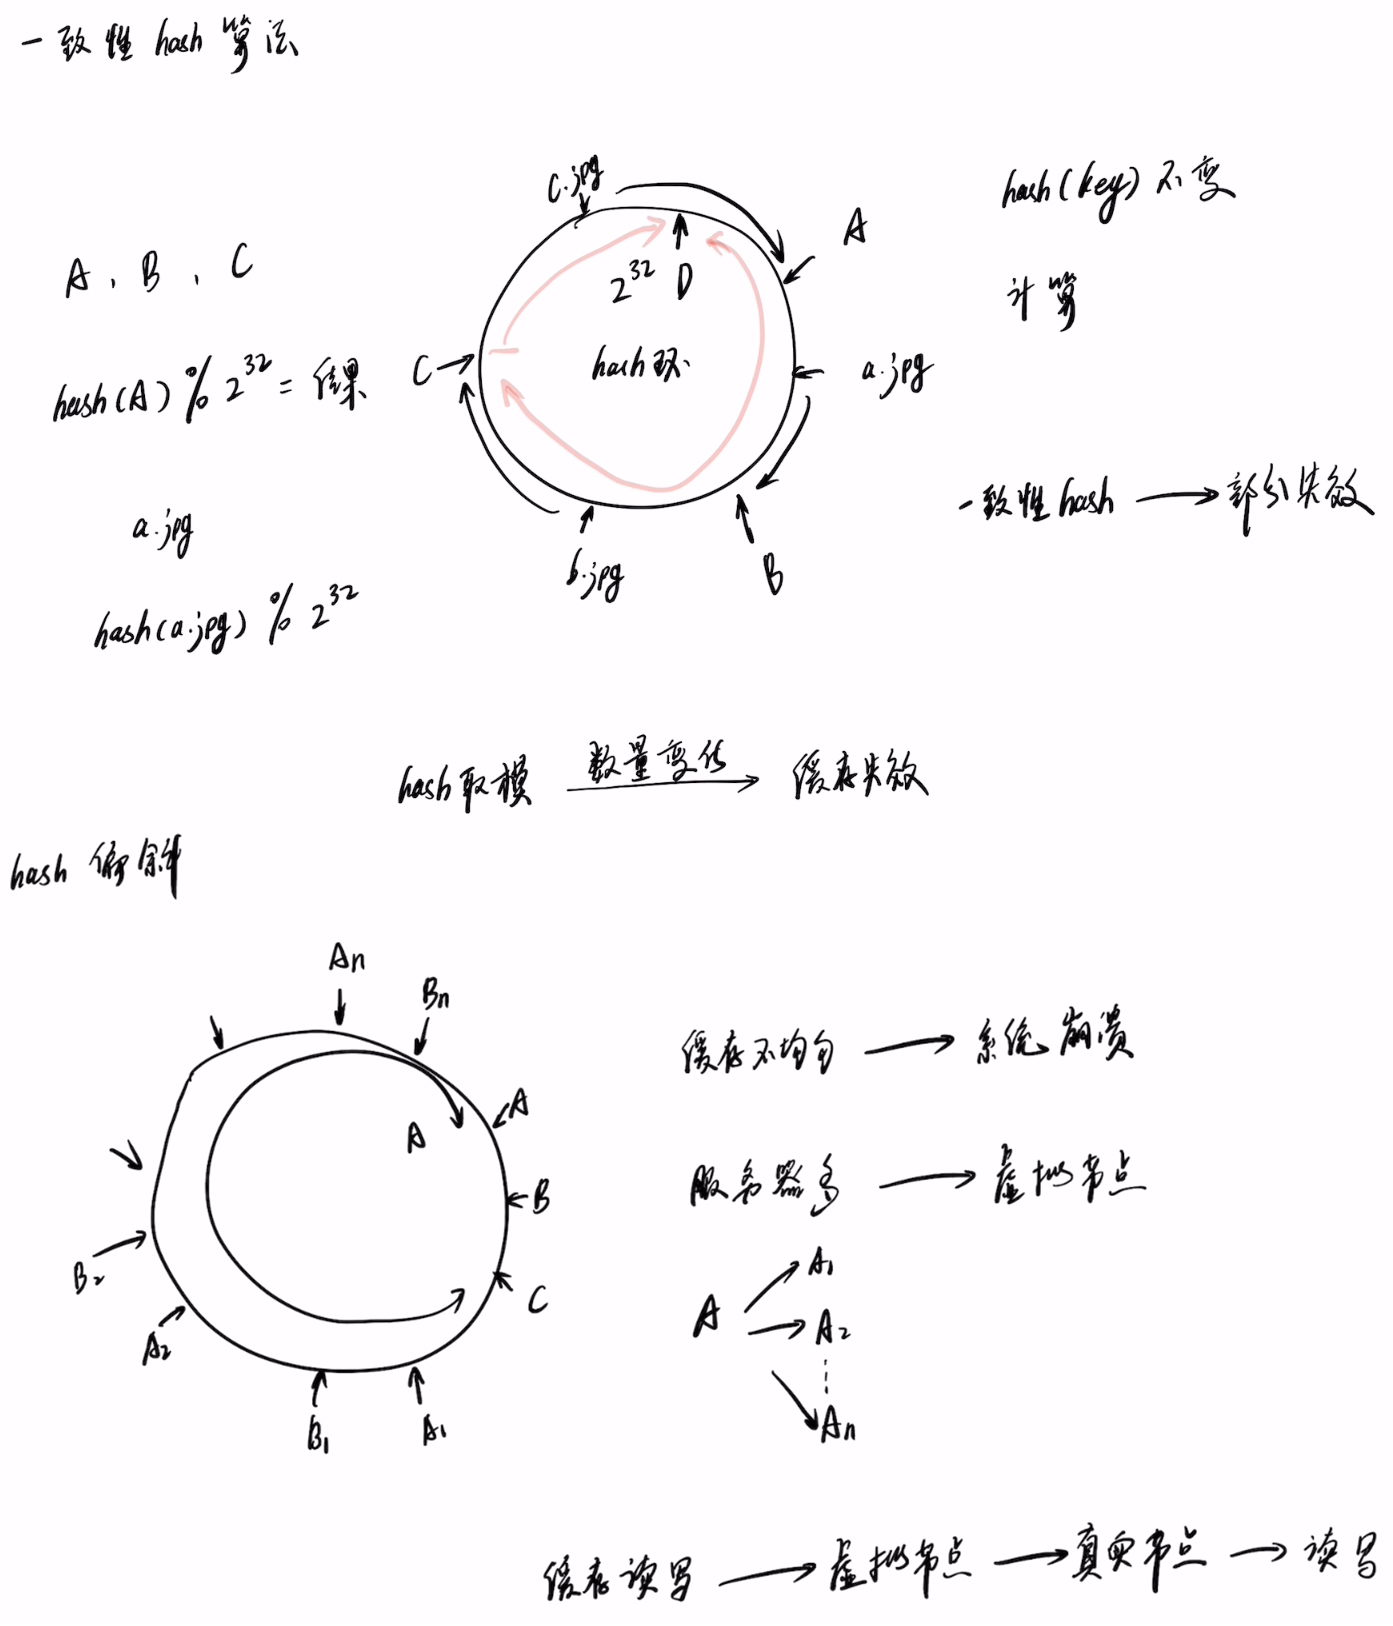 一致性 hash 算法
c.jpg
hash(key) 不变
A
A、B、C
2^32 D
计算
C
hash环
a.jpg
hash(A) % 2^32 = 结果
一致性hash → 部分失效
a.jpg
b.jpg
B
hash(a.jpg) % 2^32
数量变化
hash取模 → 缓存失效
hash 偏斜
An
Bn
缓存不均匀 → 系统崩溃
A
A
服务器多 → 虚拟节点
B
B2
A1
C
A → A2
A2
An
B1
A1
缓存读写 → 虚拟节点 → 真实节点 → 读写